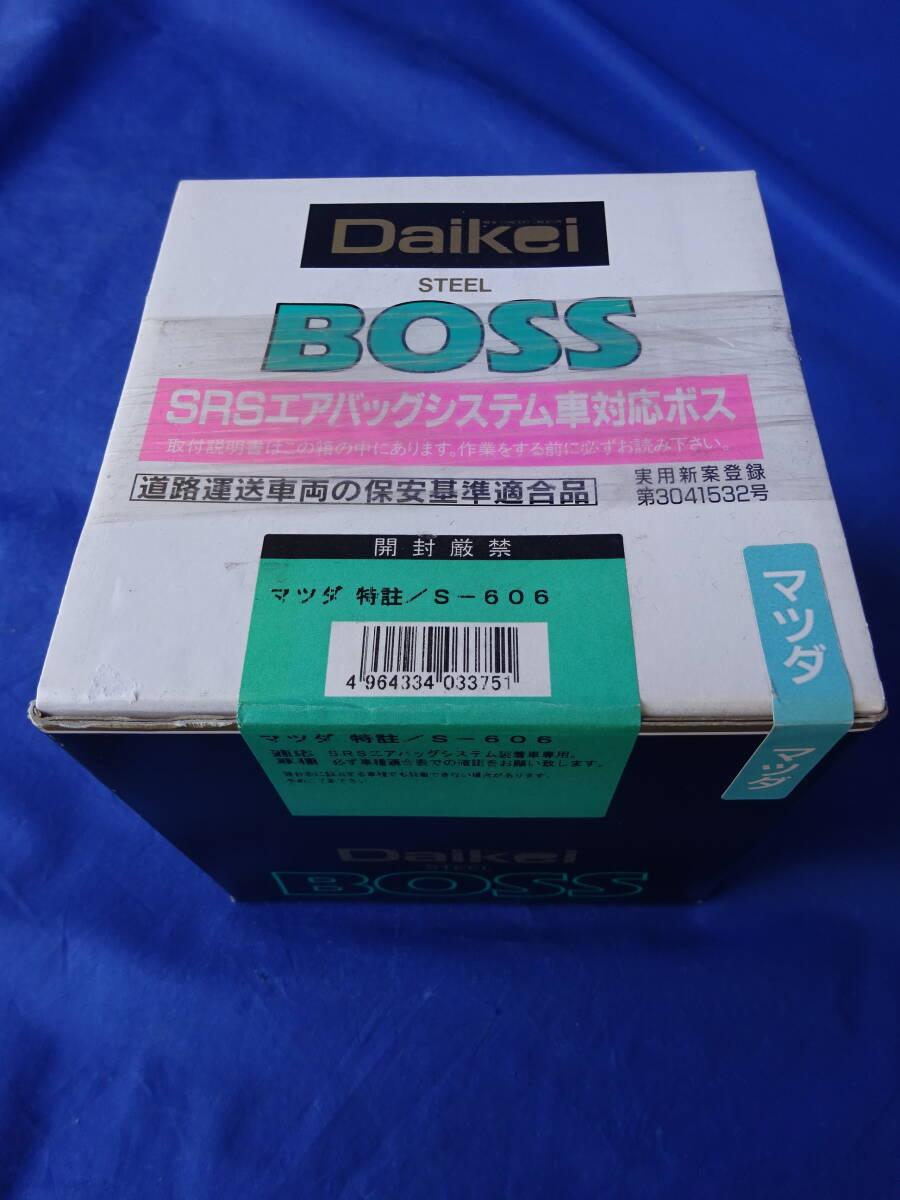 Daikei
STEEL
BOSS
SRSエアバッグシステム車対応ボス
取付説明書はこの箱の中にあります。作業をする前に必ずお読み下さい。
道路運送車両の保安基準適合品
実用新案登録
第3041532号
開封厳禁
マツダ 特註/S-606
4 964334 033751
マツダ 特註/S-606
適応 SRSエアバッグシステム装着車専用。
車種 必ず車種適合表での確認をお願い致します。
マツダ
マツダ
Daikei
STEEL
BOSS